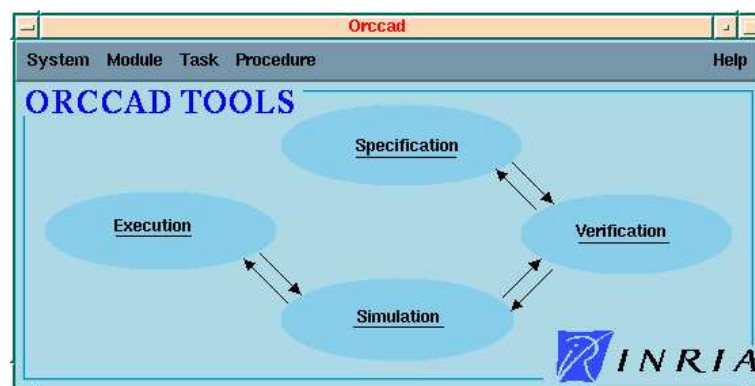 Orccad
System Module Task Procedure Help
ORCCAD TOOLS
Specification
Execution
Verification
Simulation
INRIA